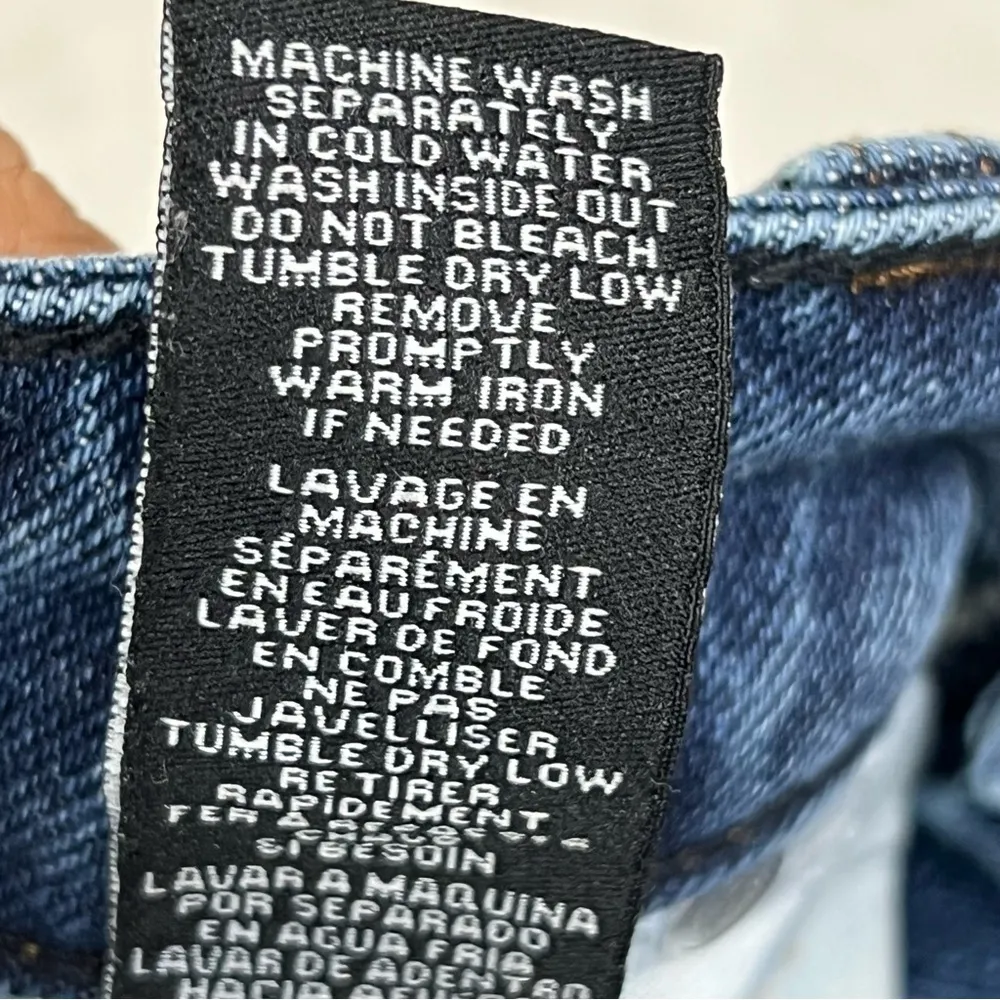 MACHINE WASH
SEPARATELY
IN COLD WATER
WASH INSIDE OUT
DO NOT BLEACH
TUMBLE DRY LOW
REMOVE
PROMPTLY
WARM IRON
IF NEEDED
LAVAGE EN
MACHINE
SÉPARÉMENT
EN EAU FROIDE
LAVER DE FOND
EN COMBLE
NE PAS
JAVELLISER
TUMBLE DRY LOW
RETIRER
RAPIDEMENT
FER À
SI BESOIN
LAVAR A MAQUINA
POR SEPARADO
EN AGUA FRIA
LAVAR DE ADENTRO
HACIA